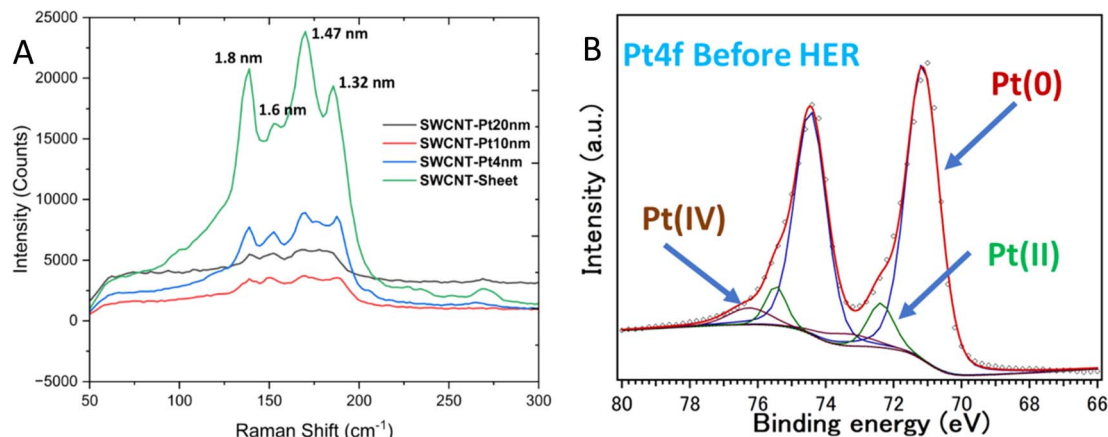 A
25000
20000
15000
10000
5000
0
−5000
Intensity (Counts)
1.8 nm
1.6 nm
1.47 nm
1.32 nm
SWCNT-Pt20nm
SWCNT-Pt10nm
SWCNT-Pt4nm
SWCNT-Sheet
50 100 150 200 250 300
Raman Shift (cm⁻¹)
B
Pt4f Before HER
Pt(0)
Pt(IV)
Pt(II)
Intensity (a.u.)
80 78 76 74 72 70 68 66
Binding energy (eV)